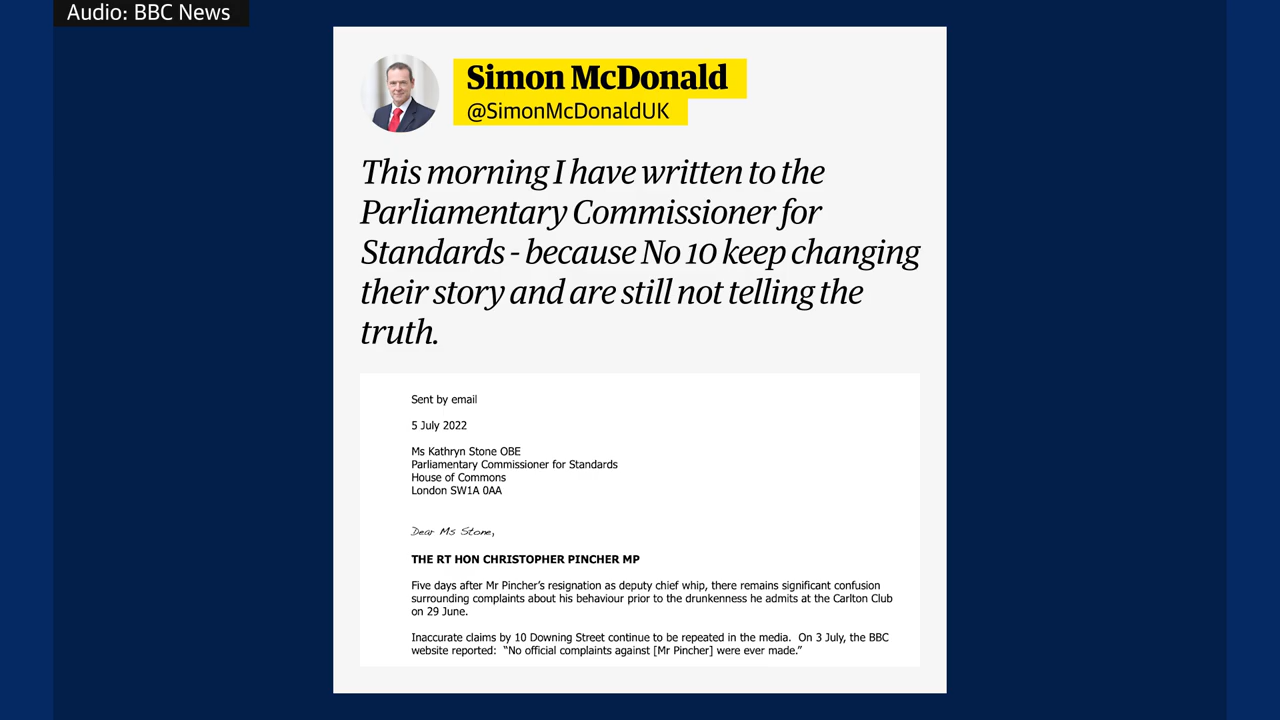 Audio: BBC News
Simon McDonald
@SimonMcDonaldUK
This morning I have written to the
Parliamentary Commissioner for
Standards - because No 10 keep changing
their story and are still not telling the
truth.
Sent by email
5 July 2022
Ms Kathryn Stone OBE
Parliamentary Commissioner for Standards
House of Commons
London SW1A 0AA
Dear Ms Stone,
THE RT HON CHRISTOPHER PINCHER MP
Five days after Mr Pincher's resignation as deputy chief whip, there remains significant confusion
surrounding complaints about his behaviour prior to the drunkenness he admits at the Carlton Club
on 29 June.
Inaccurate claims by 10 Downing Street continue to be repeated in the media.  On 3 July, the BBC
website reported:  “No official complaints against [Mr Pincher] were ever made.”